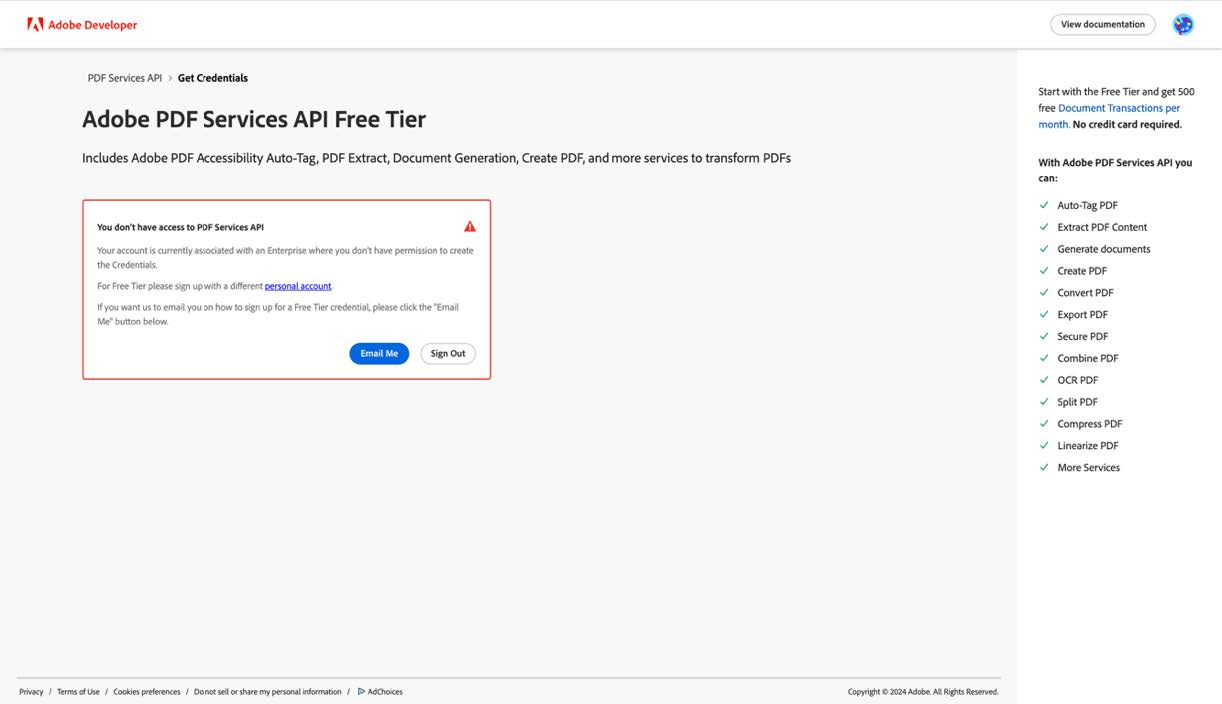 Adobe Developer
View documentation
PDF Services API > Get Credentials
Adobe PDF Services API Free Tier
Includes Adobe PDF Accessibility Auto-Tag, PDF Extract, Document Generation, Create PDF, and more services to transform PDFs
You don't have access to PDF Services API
Your account is currently associated with an Enterprise where you don't have permission to create
the Credentials.
For Free Tier please sign up with a different personal account.
If you want us to email you on how to sign up for a Free Tier credential, please click the "Email
Me" button below.
Email Me
Sign Out
Start with the Free Tier and get 500
free Document Transactions per
month. No credit card required.
With Adobe PDF Services API you
can:
Auto-Tag PDF
Extract PDF Content
Generate documents
Create PDF
Convert PDF
Export PDF
Secure PDF
Combine PDF
OCR PDF
Split PDF
Compress PDF
Linearize PDF
More Services
Privacy / Terms of Use / Cookies preferences / Do not sell or share my personal information / AdChoices
Copyright © 2024 Adobe. All Rights Reserved.